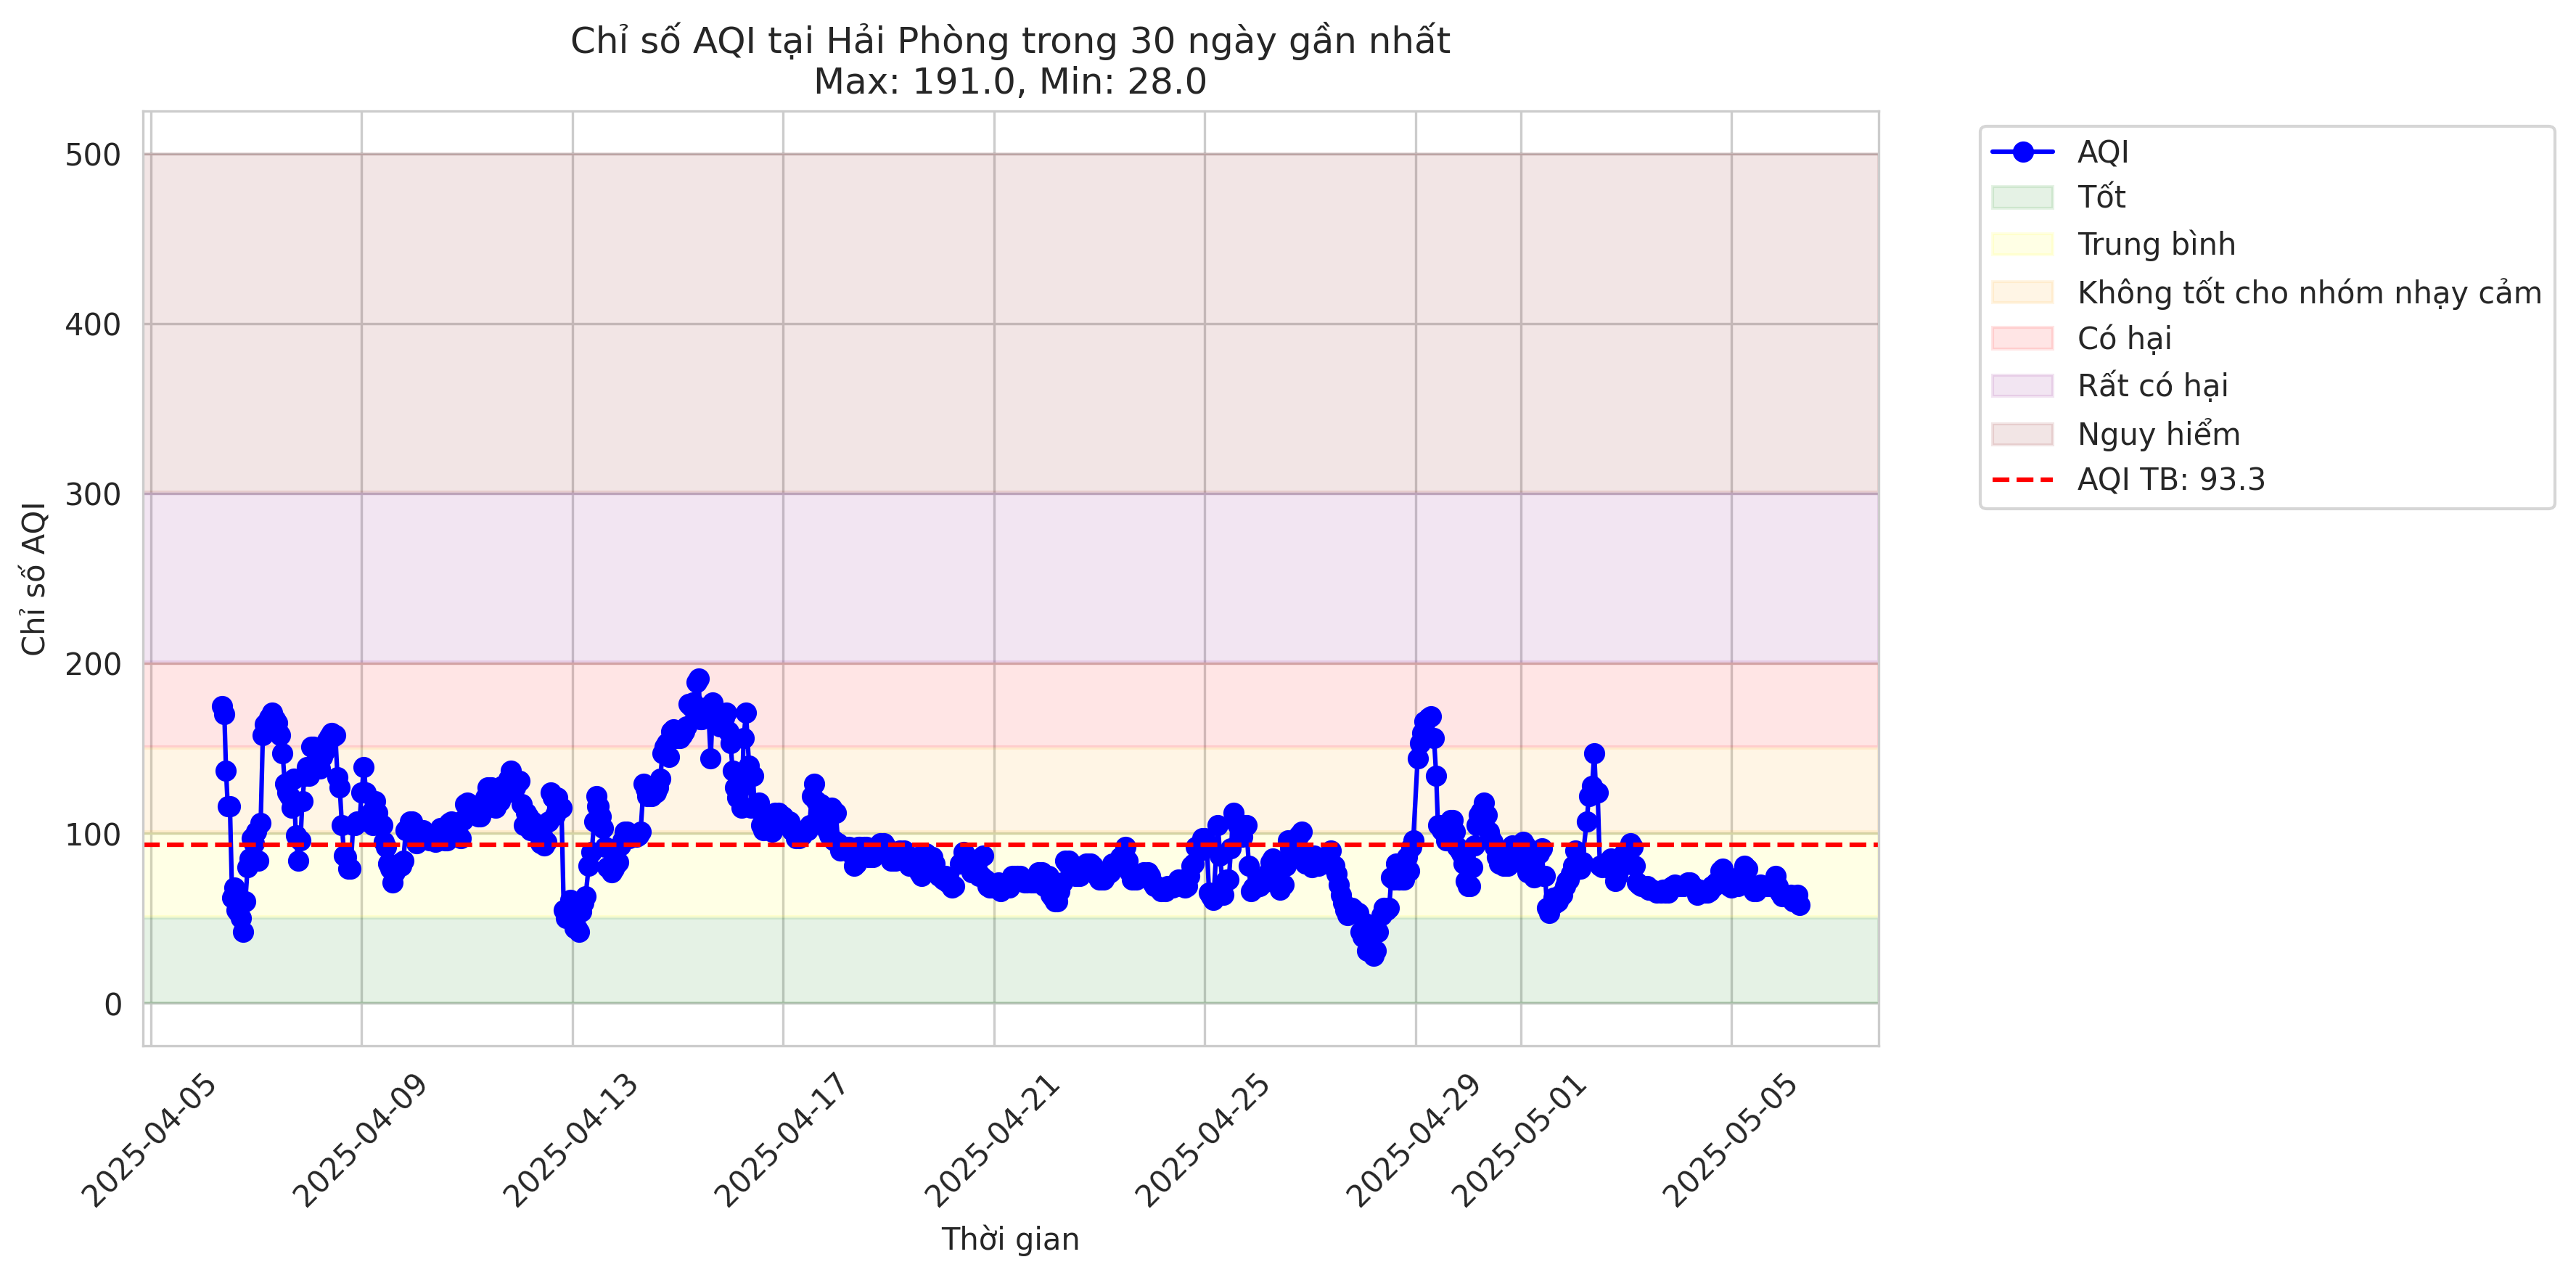 Chỉ số AQI tại Hải Phòng trong 30 ngày gần nhất
Max: 191.0, Min: 28.0
Chỉ số AQI
500
400
300
200
100
0
2025-04-05
2025-04-09
2025-04-13
2025-04-17
2025-04-21
2025-04-25
2025-04-29
2025-05-01
2025-05-05
Thời gian
AQI
Tốt
Trung bình
Không tốt cho nhóm nhạy cảm
Có hại
Rất có hại
Nguy hiểm
AQI TB: 93.3